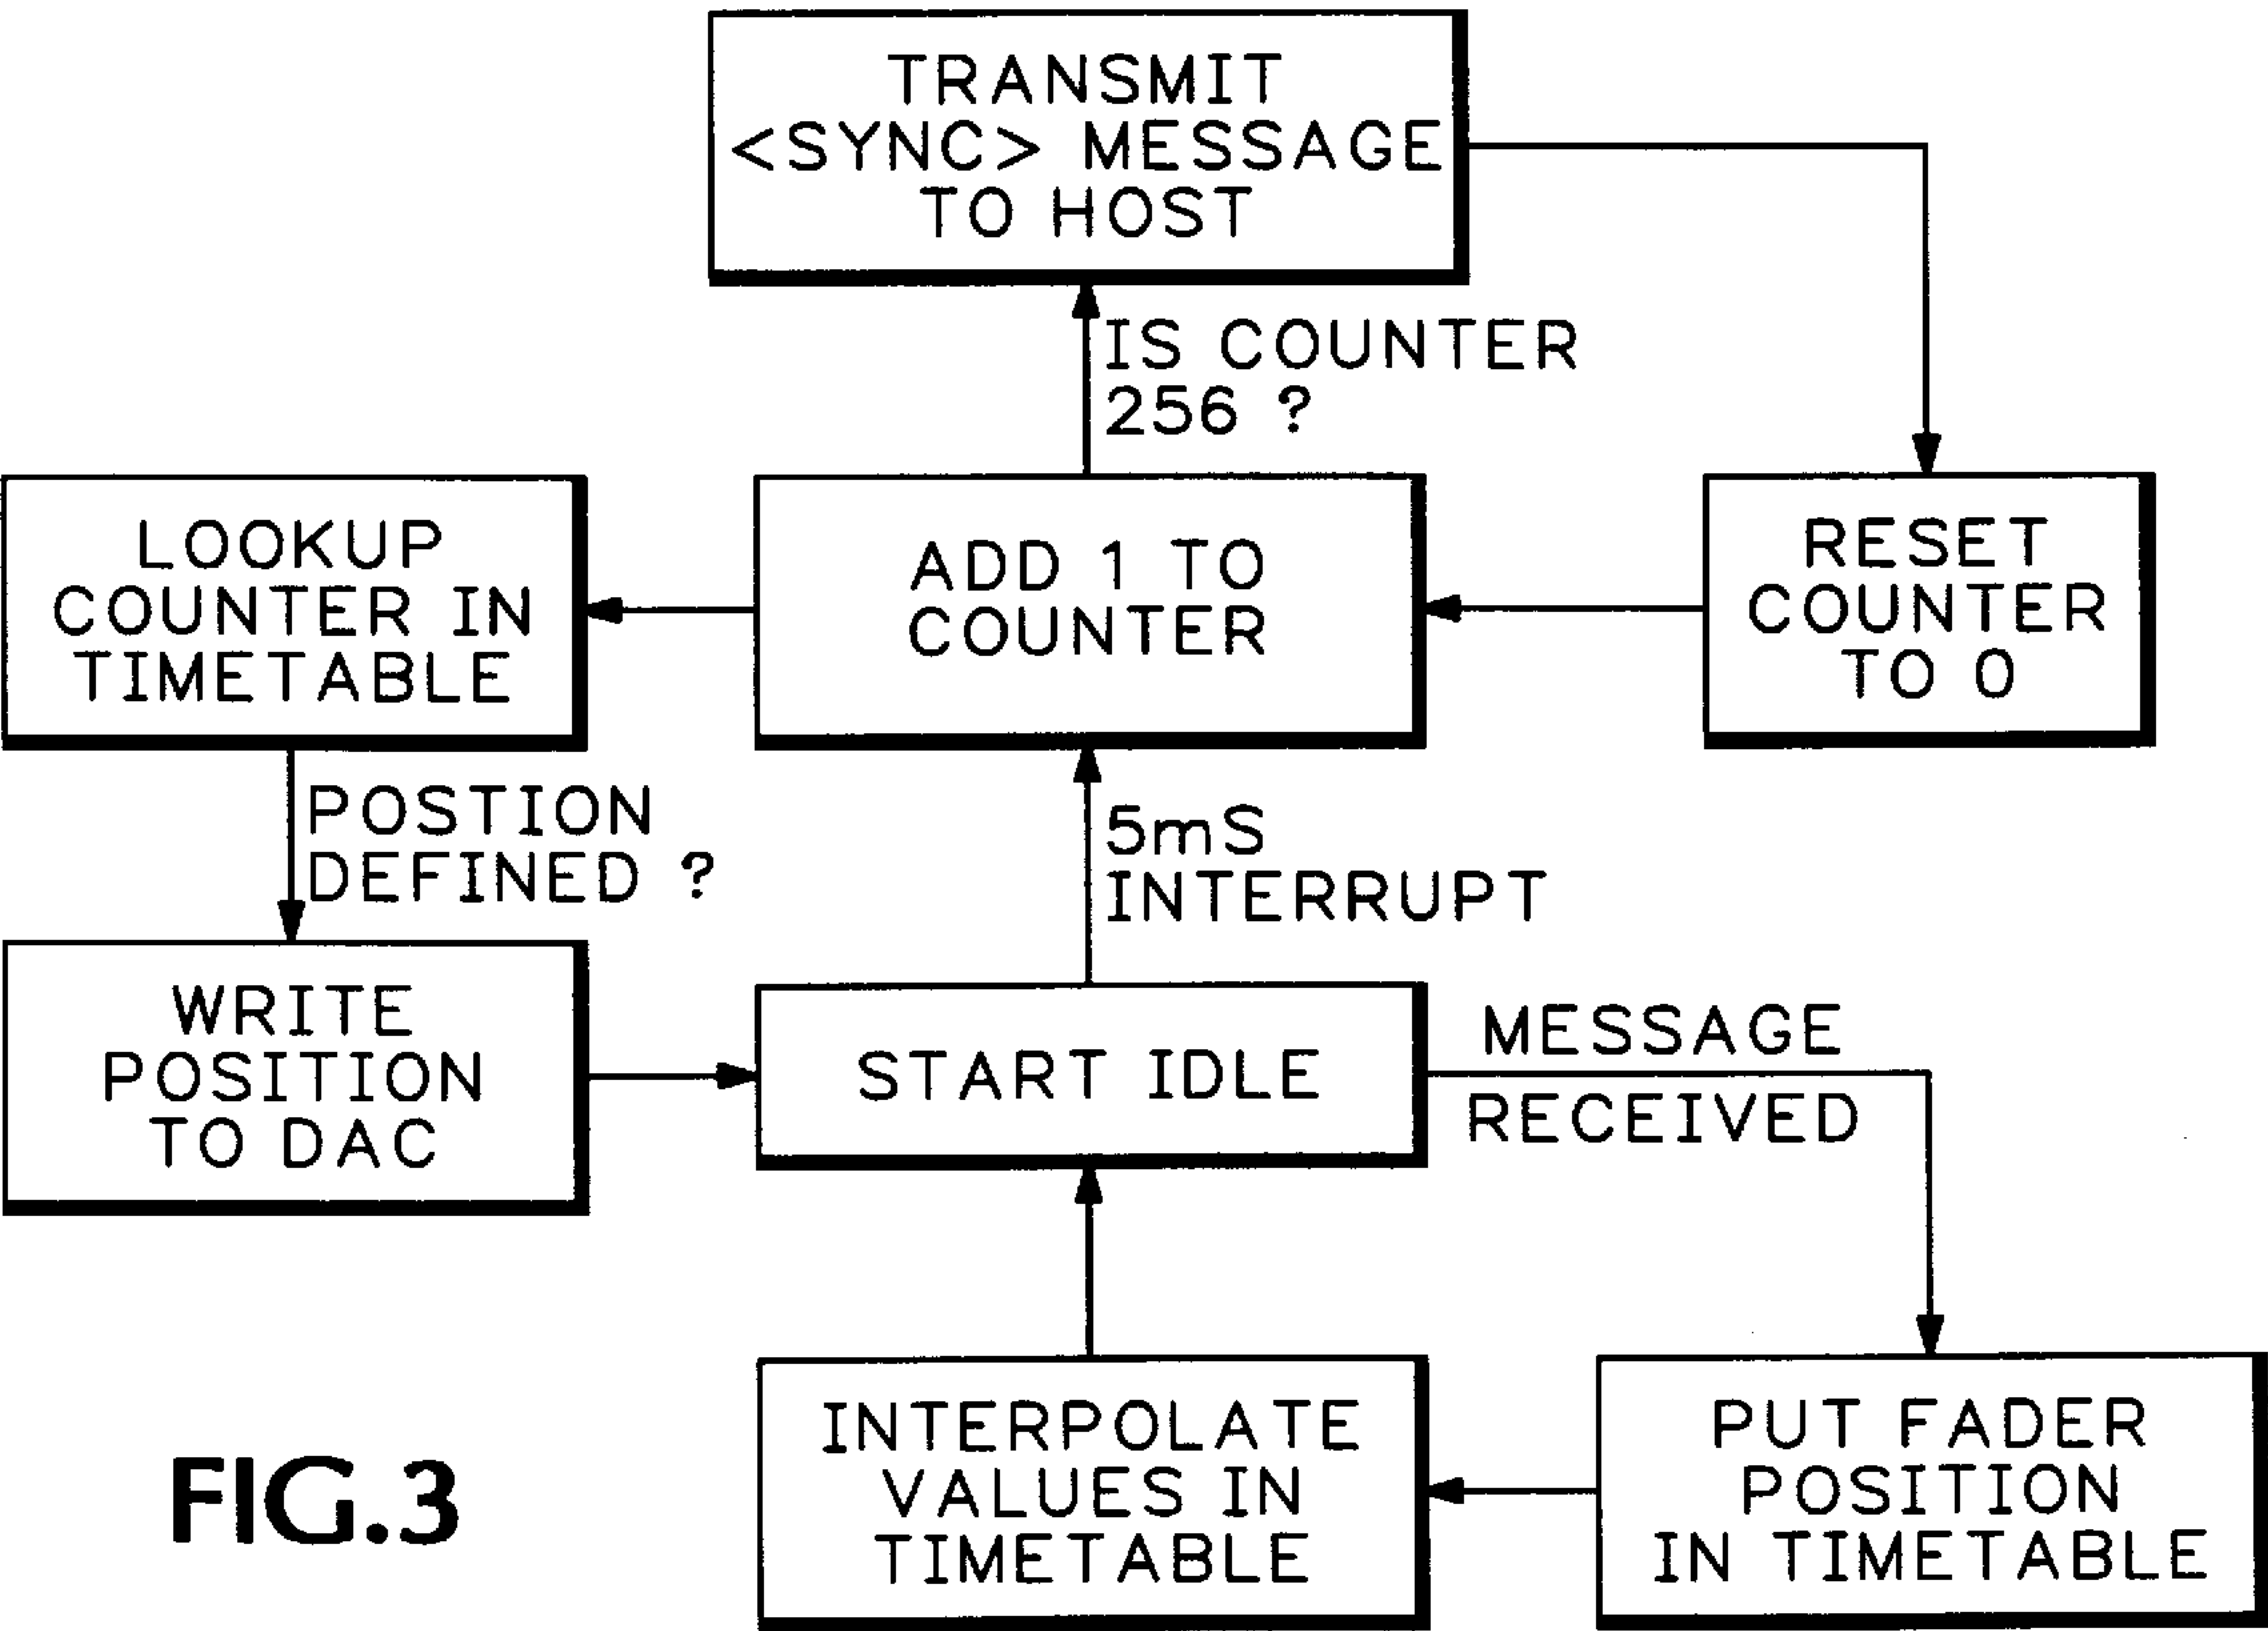 TRANSMIT
<SYNC> MESSAGE
TO HOST
IS COUNTER
256 ?
LOOKUP
COUNTER IN
TIMETABLE
ADD 1 TO
COUNTER
RESET
COUNTER
TO 0
POSTION
DEFINED ?
5mS
INTERRUPT
WRITE
POSITION
TO DAC
START IDLE
MESSAGE
RECEIVED
INTERPOLATE
VALUES IN
TIMETABLE
PUT FADER
POSITION
IN TIMETABLE
FIG.3